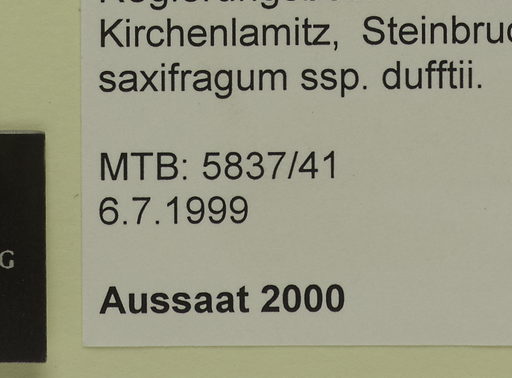 Kirchenlamitz, Steinbruc
saxifragum ssp. dufftii.
MTB: 5837/41
6.7.1999
G
Aussaat 2000